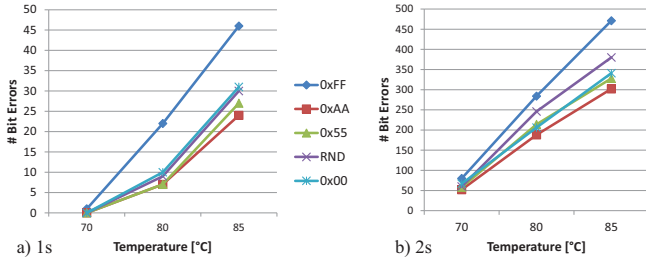 50
45
40
35
30
25
20
15
10
5
0
# Bit Errors
70 80 85
a) 1s Temperature [°C]
0xFF
0xAA
0x55
RND
0x00
500
450
400
350
300
250
200
150
100
50
0
# Bit Errors
70 80 85
b) 2s Temperature [°C]